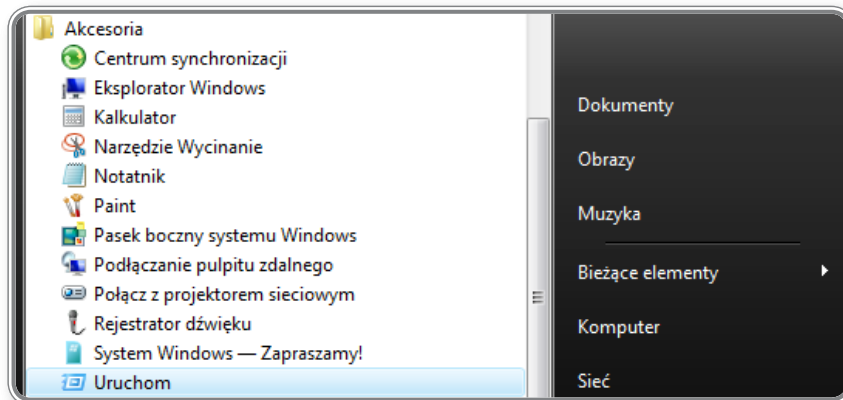 Akcesoria
Centrum synchronizacji
Eksplorator Windows
Kalkulator
Narzędzie Wycinanie
Notatnik
Paint
Pasek boczny systemu Windows
Podłączanie pulpitu zdalnego
Połącz z projektorem sieciowym
Rejestrator dźwięku
System Windows — Zapraszamy!
Uruchom
Dokumenty
Obrazy
Muzyka
Bieżące elementy
Komputer
Sieć